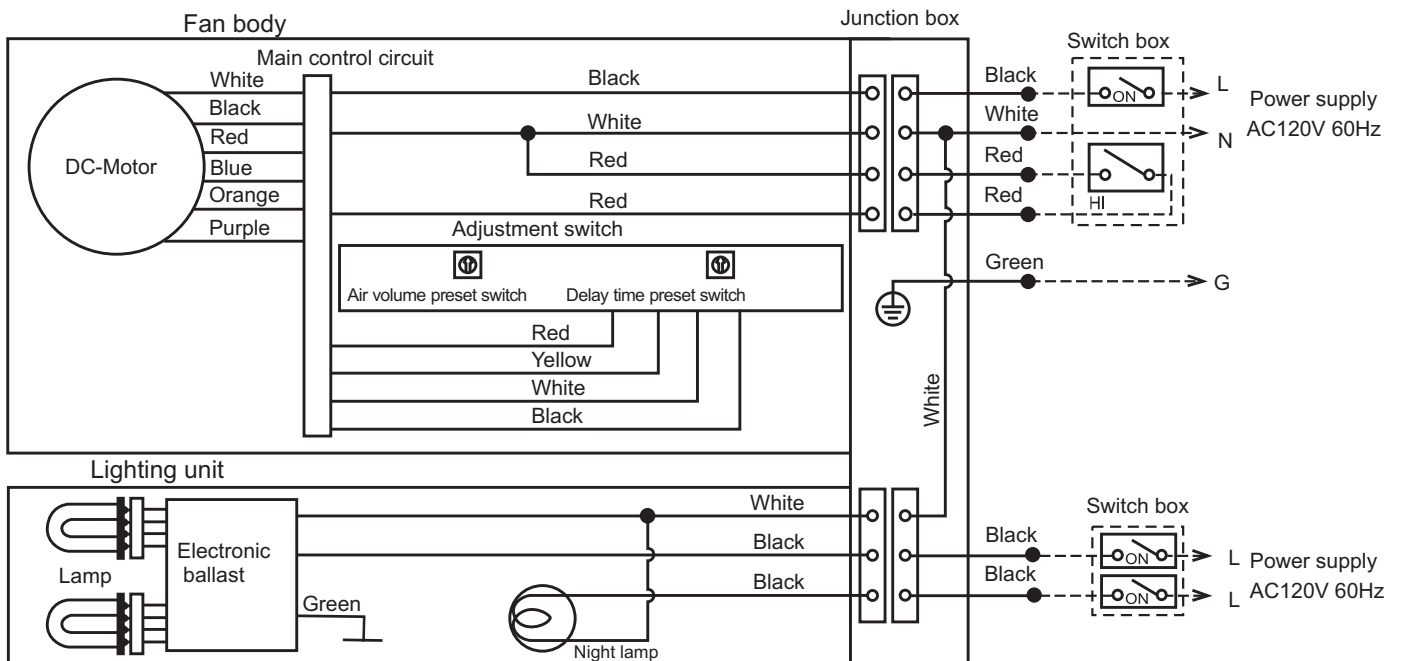 Fan body
Junction box
Main control circuit
Switch box
White
Black
Black
L
Power supply
AC120V 60Hz
ON
Black
White
White
N
Red
Red
Red
DC-Motor
Blue
Orange
Red
Red
HI
Purple
Adjustment switch
Green
G
Air volume preset switch
Delay time preset switch
Red
Yellow
White
Black
White
Lighting unit
White
Switch box
Black
Black
ON
L
Power supply
AC120V 60Hz
Electronic
ballast
Lamp
Black
Black
ON
L
Green
Night lamp